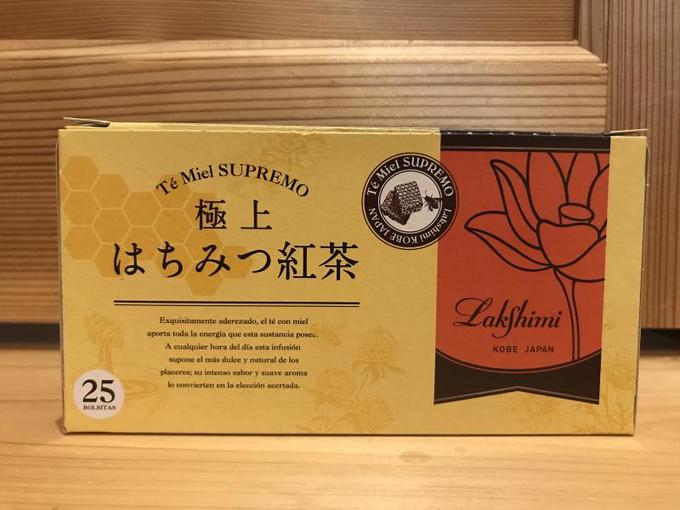 Té Miel SUPREMO
極上
はちみつ紅茶
Exquisitamente aderezado, el té con miel
aporta toda la energía que esta sustancia posee.
A cualquier hora del día esta infusión
supone el más dulce y natural de los
placeres; su intenso sabor y suave aroma
lo convierten en la elección acertada.
25
BOLSITAS
Té Miel SUPREMO
Lakshimi KOBE JAPAN
Lakshimi
KOBE JAPAN